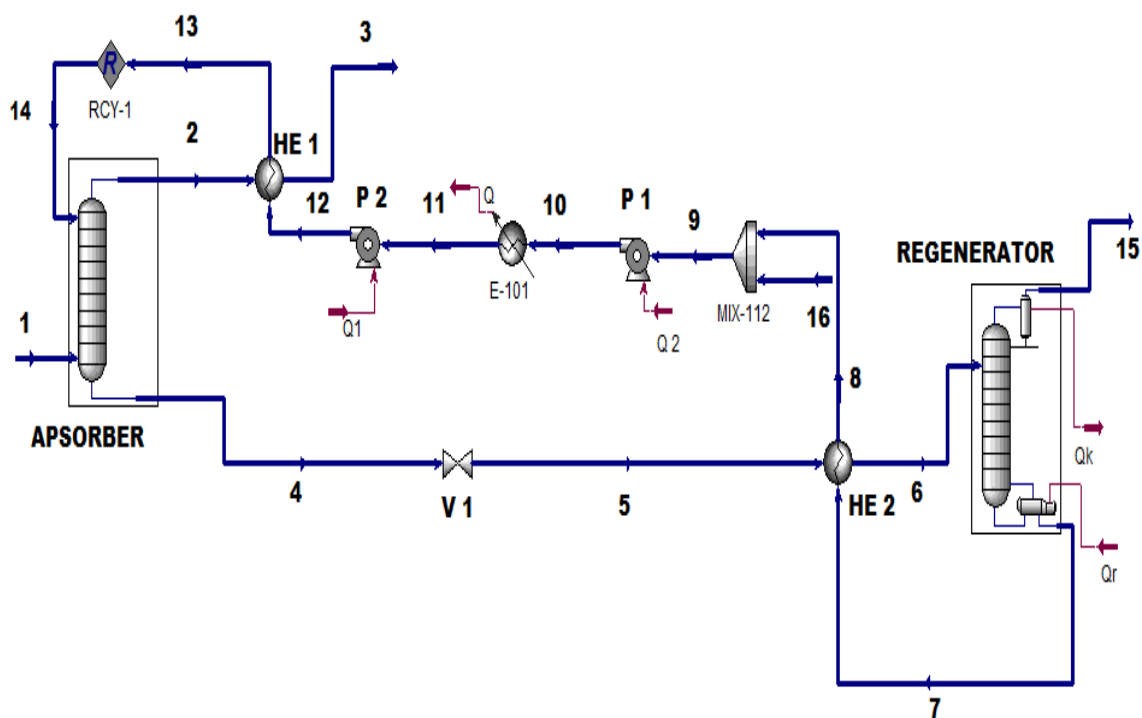 13
3
R
RCY-1
14
2
HE 1
12
P 2
11
Q
10
P 1
9
REGENERATOR
15
E-101
MIX-112
16
Q1
Q 2
1
8
APSORBER
Qk
4
V 1
5
HE 2
6
Qr
7